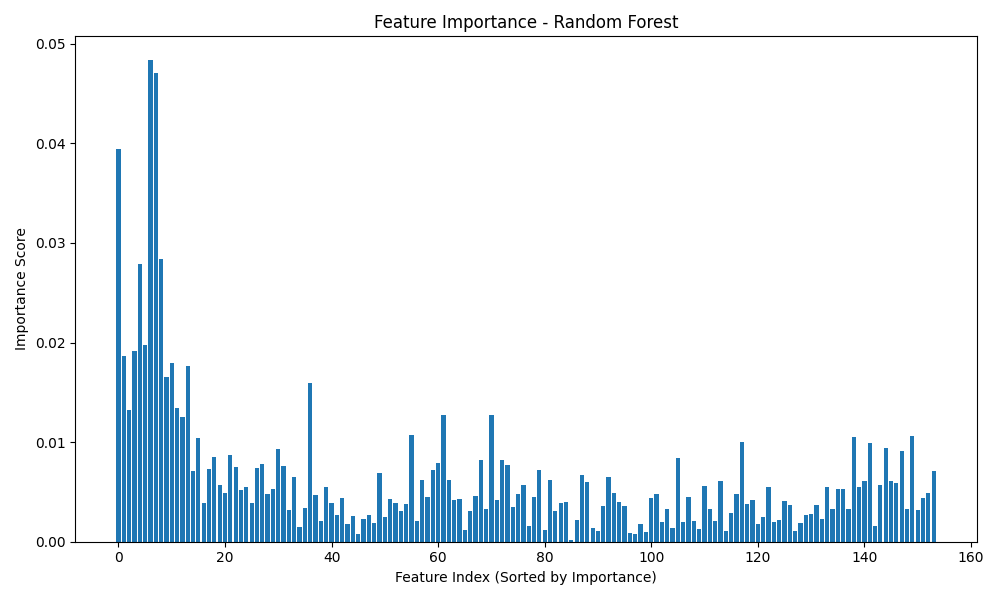 Feature Importance - Random Forest
0.05
0.04
0.03
0.02
0.01
0.00
Importance Score
0 20 40 60 80 100 120 140 160
Feature Index (Sorted by Importance)